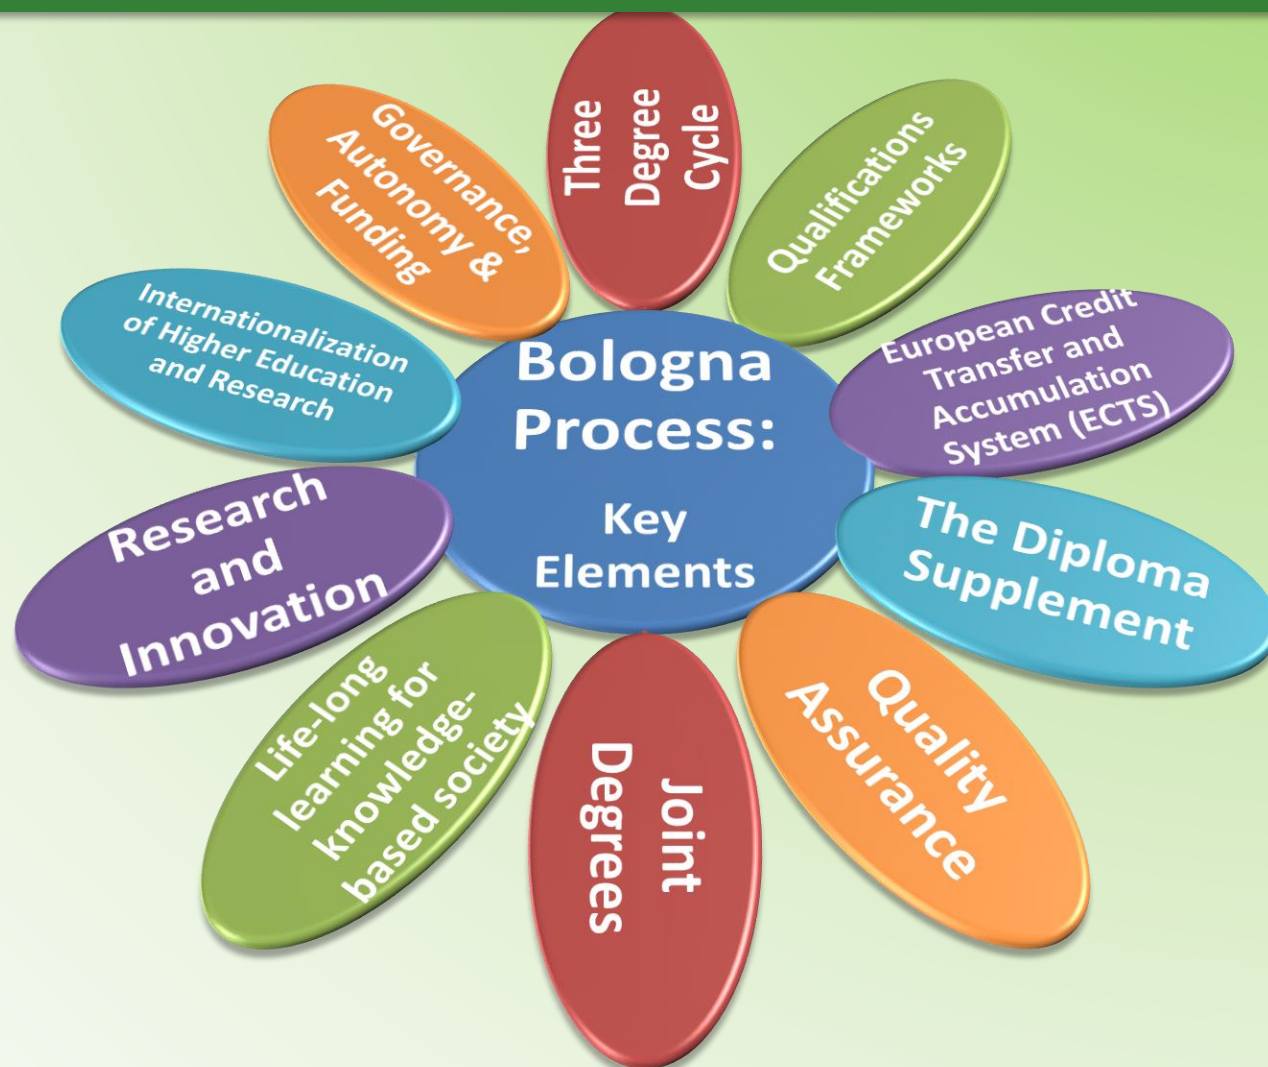 Bologna
Process:
Key
Elements
Three
Degree
Cycle
Qualifications
Frameworks
European Credit
Transfer and
Accumulation
System (ECTS)
The Diploma
Supplement
Quality
Assurance
Joint
Degrees
Life-long
learning for
knowledge-
based society
Research
and
Innovation
Internationalization
of Higher Education
and Research
Governance,
Autonomy &
Funding